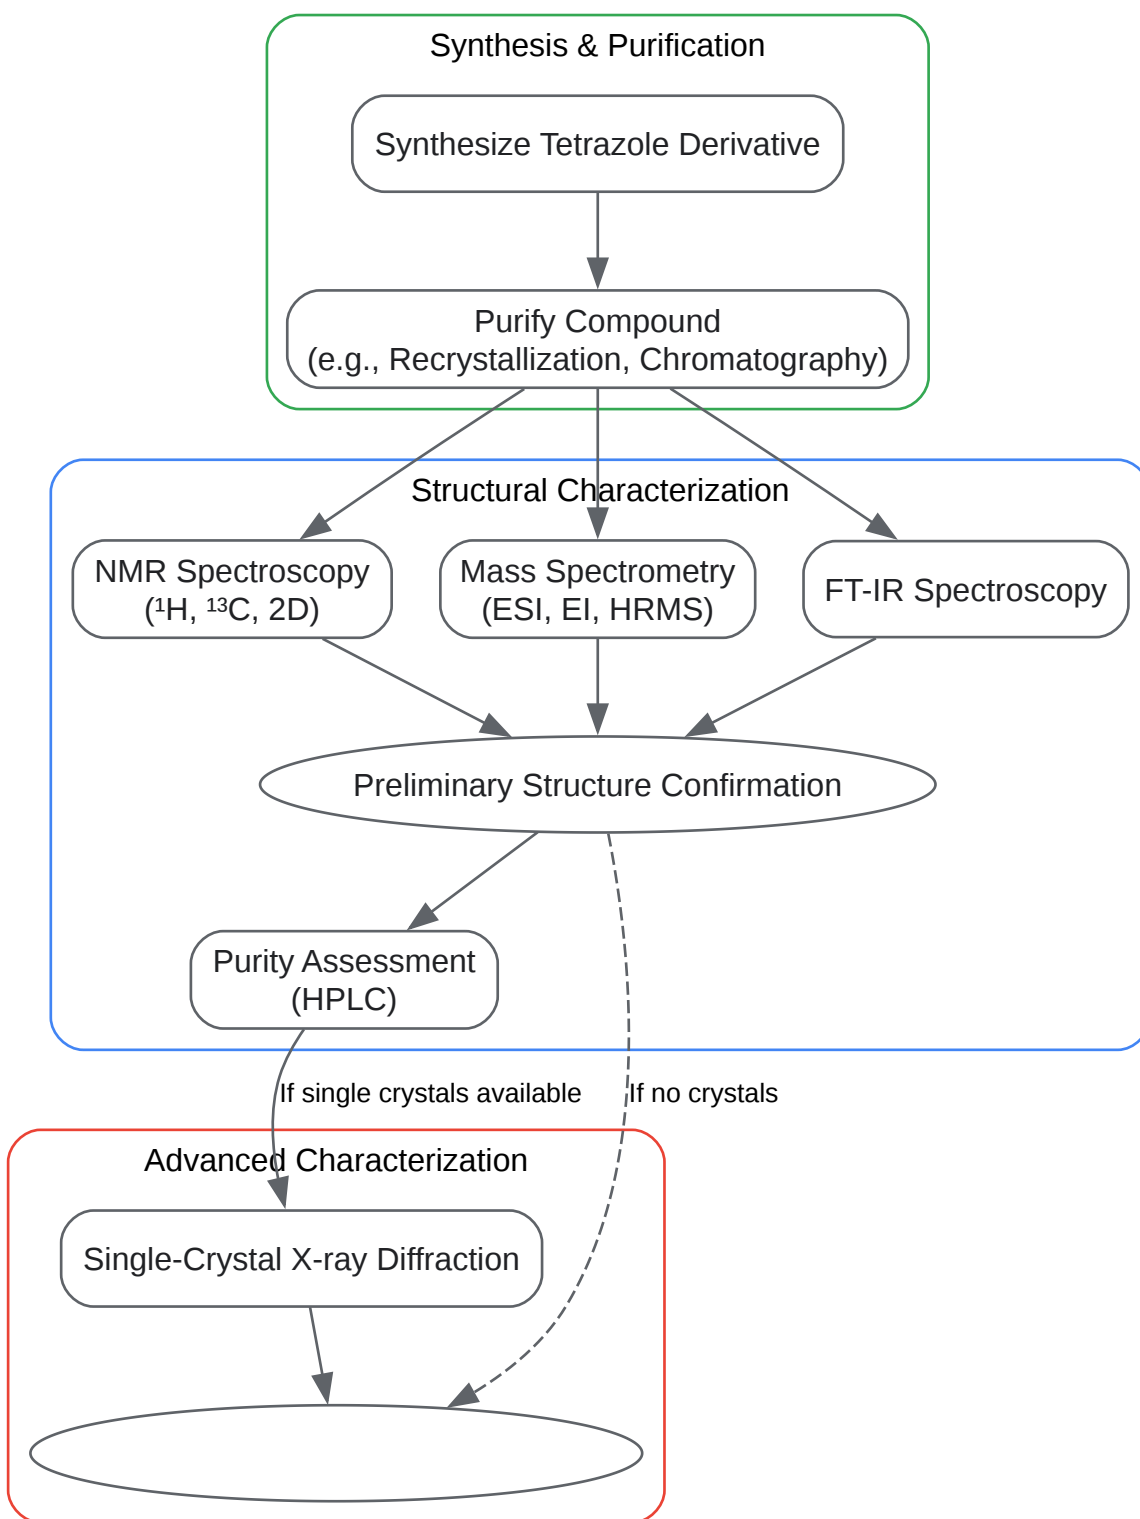 Synthesis & Purification
Synthesize Tetrazole Derivative
Purify Compound
(e.g., Recrystallization, Chromatography)
Structural Characterization
NMR Spectroscopy
(¹H, ¹³C, 2D)
Mass Spectrometry
(ESI, EI, HRMS)
FT-IR Spectroscopy
Preliminary Structure Confirmation
Purity Assessment
(HPLC)
If single crystals available
If no crystals
Advanced Characterization
Single-Crystal X-ray Diffraction